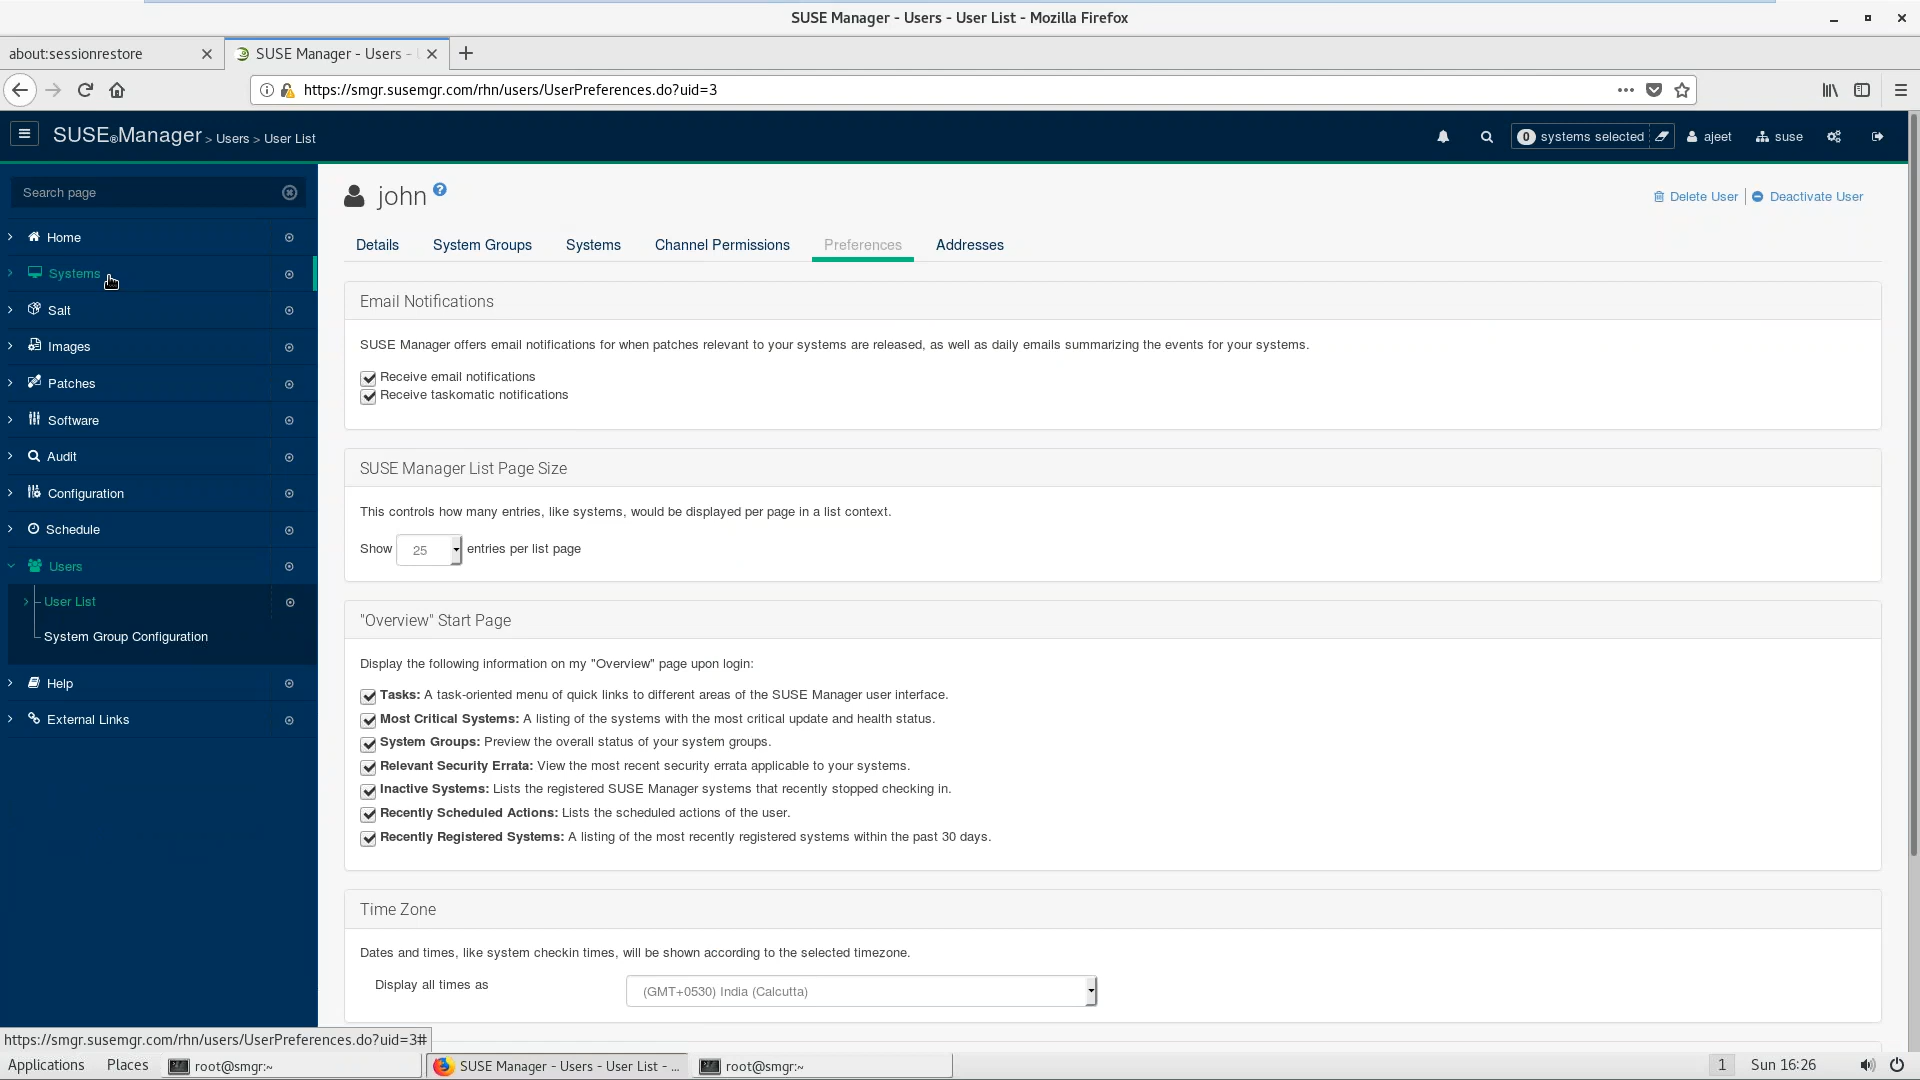 SUSE Manager - Users - User List - Mozilla Firefox
about:sessionrestore
SUSE Manager - Users -
https://smgr.susemgr.com/rhn/users/UserPreferences.do?uid=3
SUSE®Manager > Users > User List
0 systems selected
ajeet
suse
Search page
Home
Systems
Salt
Images
Patches
Software
Audit
Configuration
Schedule
Users
User List
System Group Configuration
Help
External Links
john ?
Delete User
Deactivate User
Details
System Groups
Systems
Channel Permissions
Preferences
Addresses
Email Notifications
SUSE Manager offers email notifications for when patches relevant to your systems are released, as well as daily emails summarizing the events for your systems.
Receive email notifications
Receive taskomatic notifications
SUSE Manager List Page Size
This controls how many entries, like systems, would be displayed per page in a list context.
Show 25 entries per list page
"Overview" Start Page
Display the following information on my "Overview" page upon login:
Tasks: A task-oriented menu of quick links to different areas of the SUSE Manager user interface.
Most Critical Systems: A listing of the systems with the most critical update and health status.
System Groups: Preview the overall status of your system groups.
Relevant Security Errata: View the most recent security errata applicable to your systems.
Inactive Systems: Lists the registered SUSE Manager systems that recently stopped checking in.
Recently Scheduled Actions: Lists the scheduled actions of the user.
Recently Registered Systems: A listing of the most recently registered systems within the past 30 days.
Time Zone
Dates and times, like system checkin times, will be shown according to the selected timezone.
Display all times as (GMT+0530) India (Calcutta)
https://smgr.susemgr.com/rhn/users/UserPreferences.do?uid=3#
Applications
Places
root@smgr:~
SUSE Manager - Users - User List - ...
root@smgr:~
1
Sun 16:26